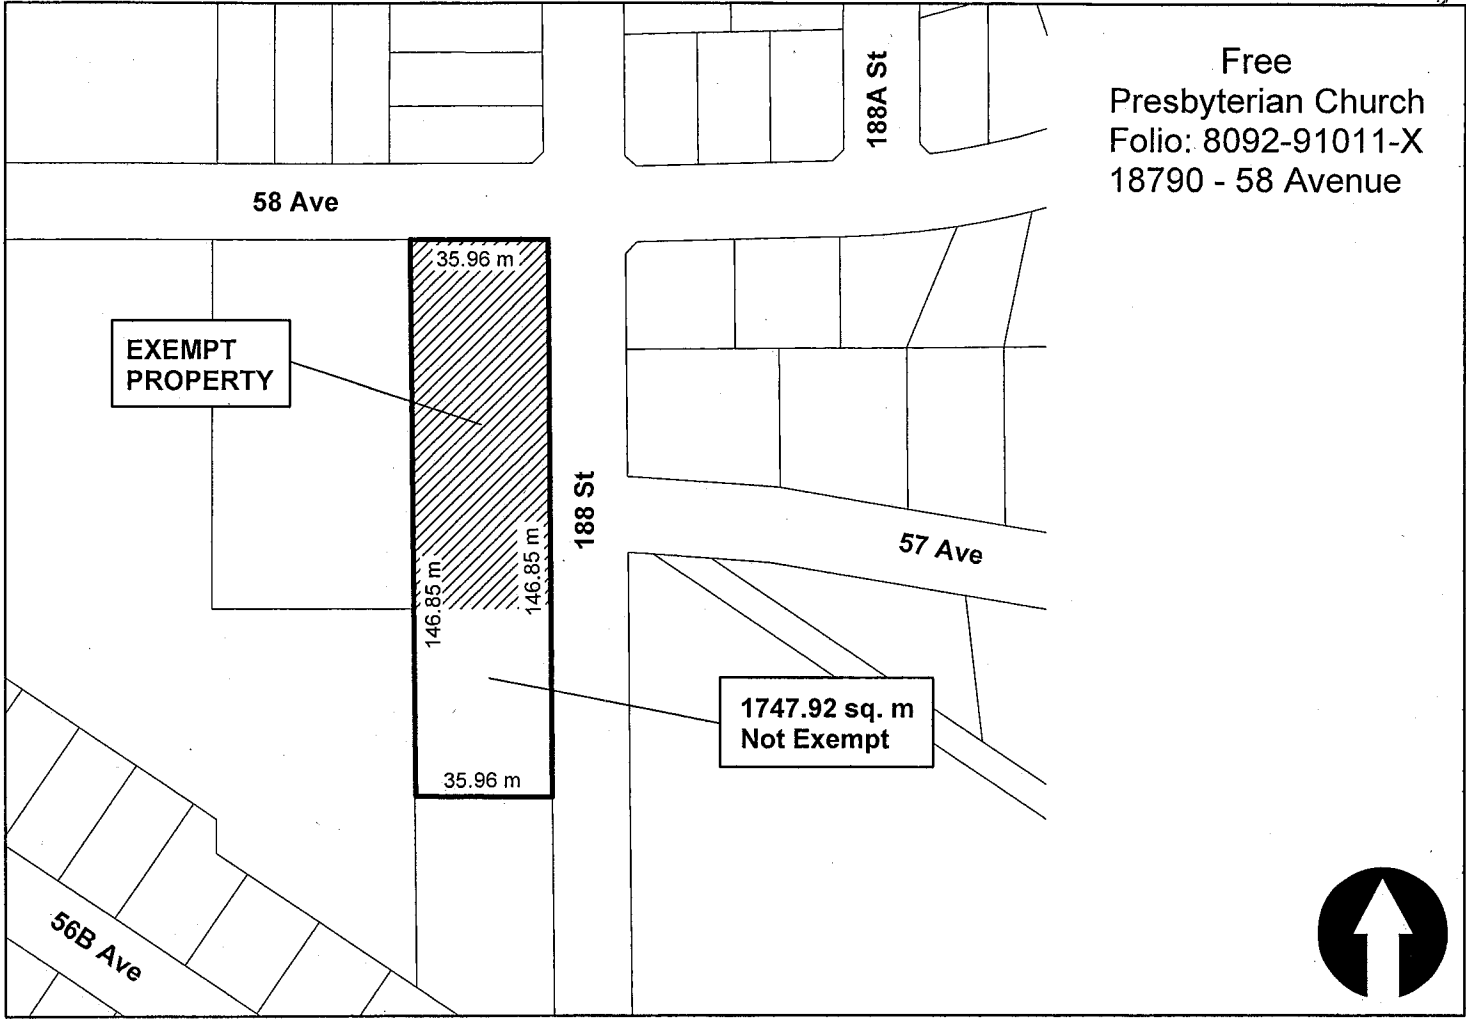 Free
Presbyterian Church
Folio: 8092-91011-X
18790 - 58 Avenue
188A St
58 Ave
35.96 m
EXEMPT
PROPERTY
188 St
57 Ave
146.85 m
146.85 m
1747.92 sq. m
Not Exempt
35.96 m
56B Ave